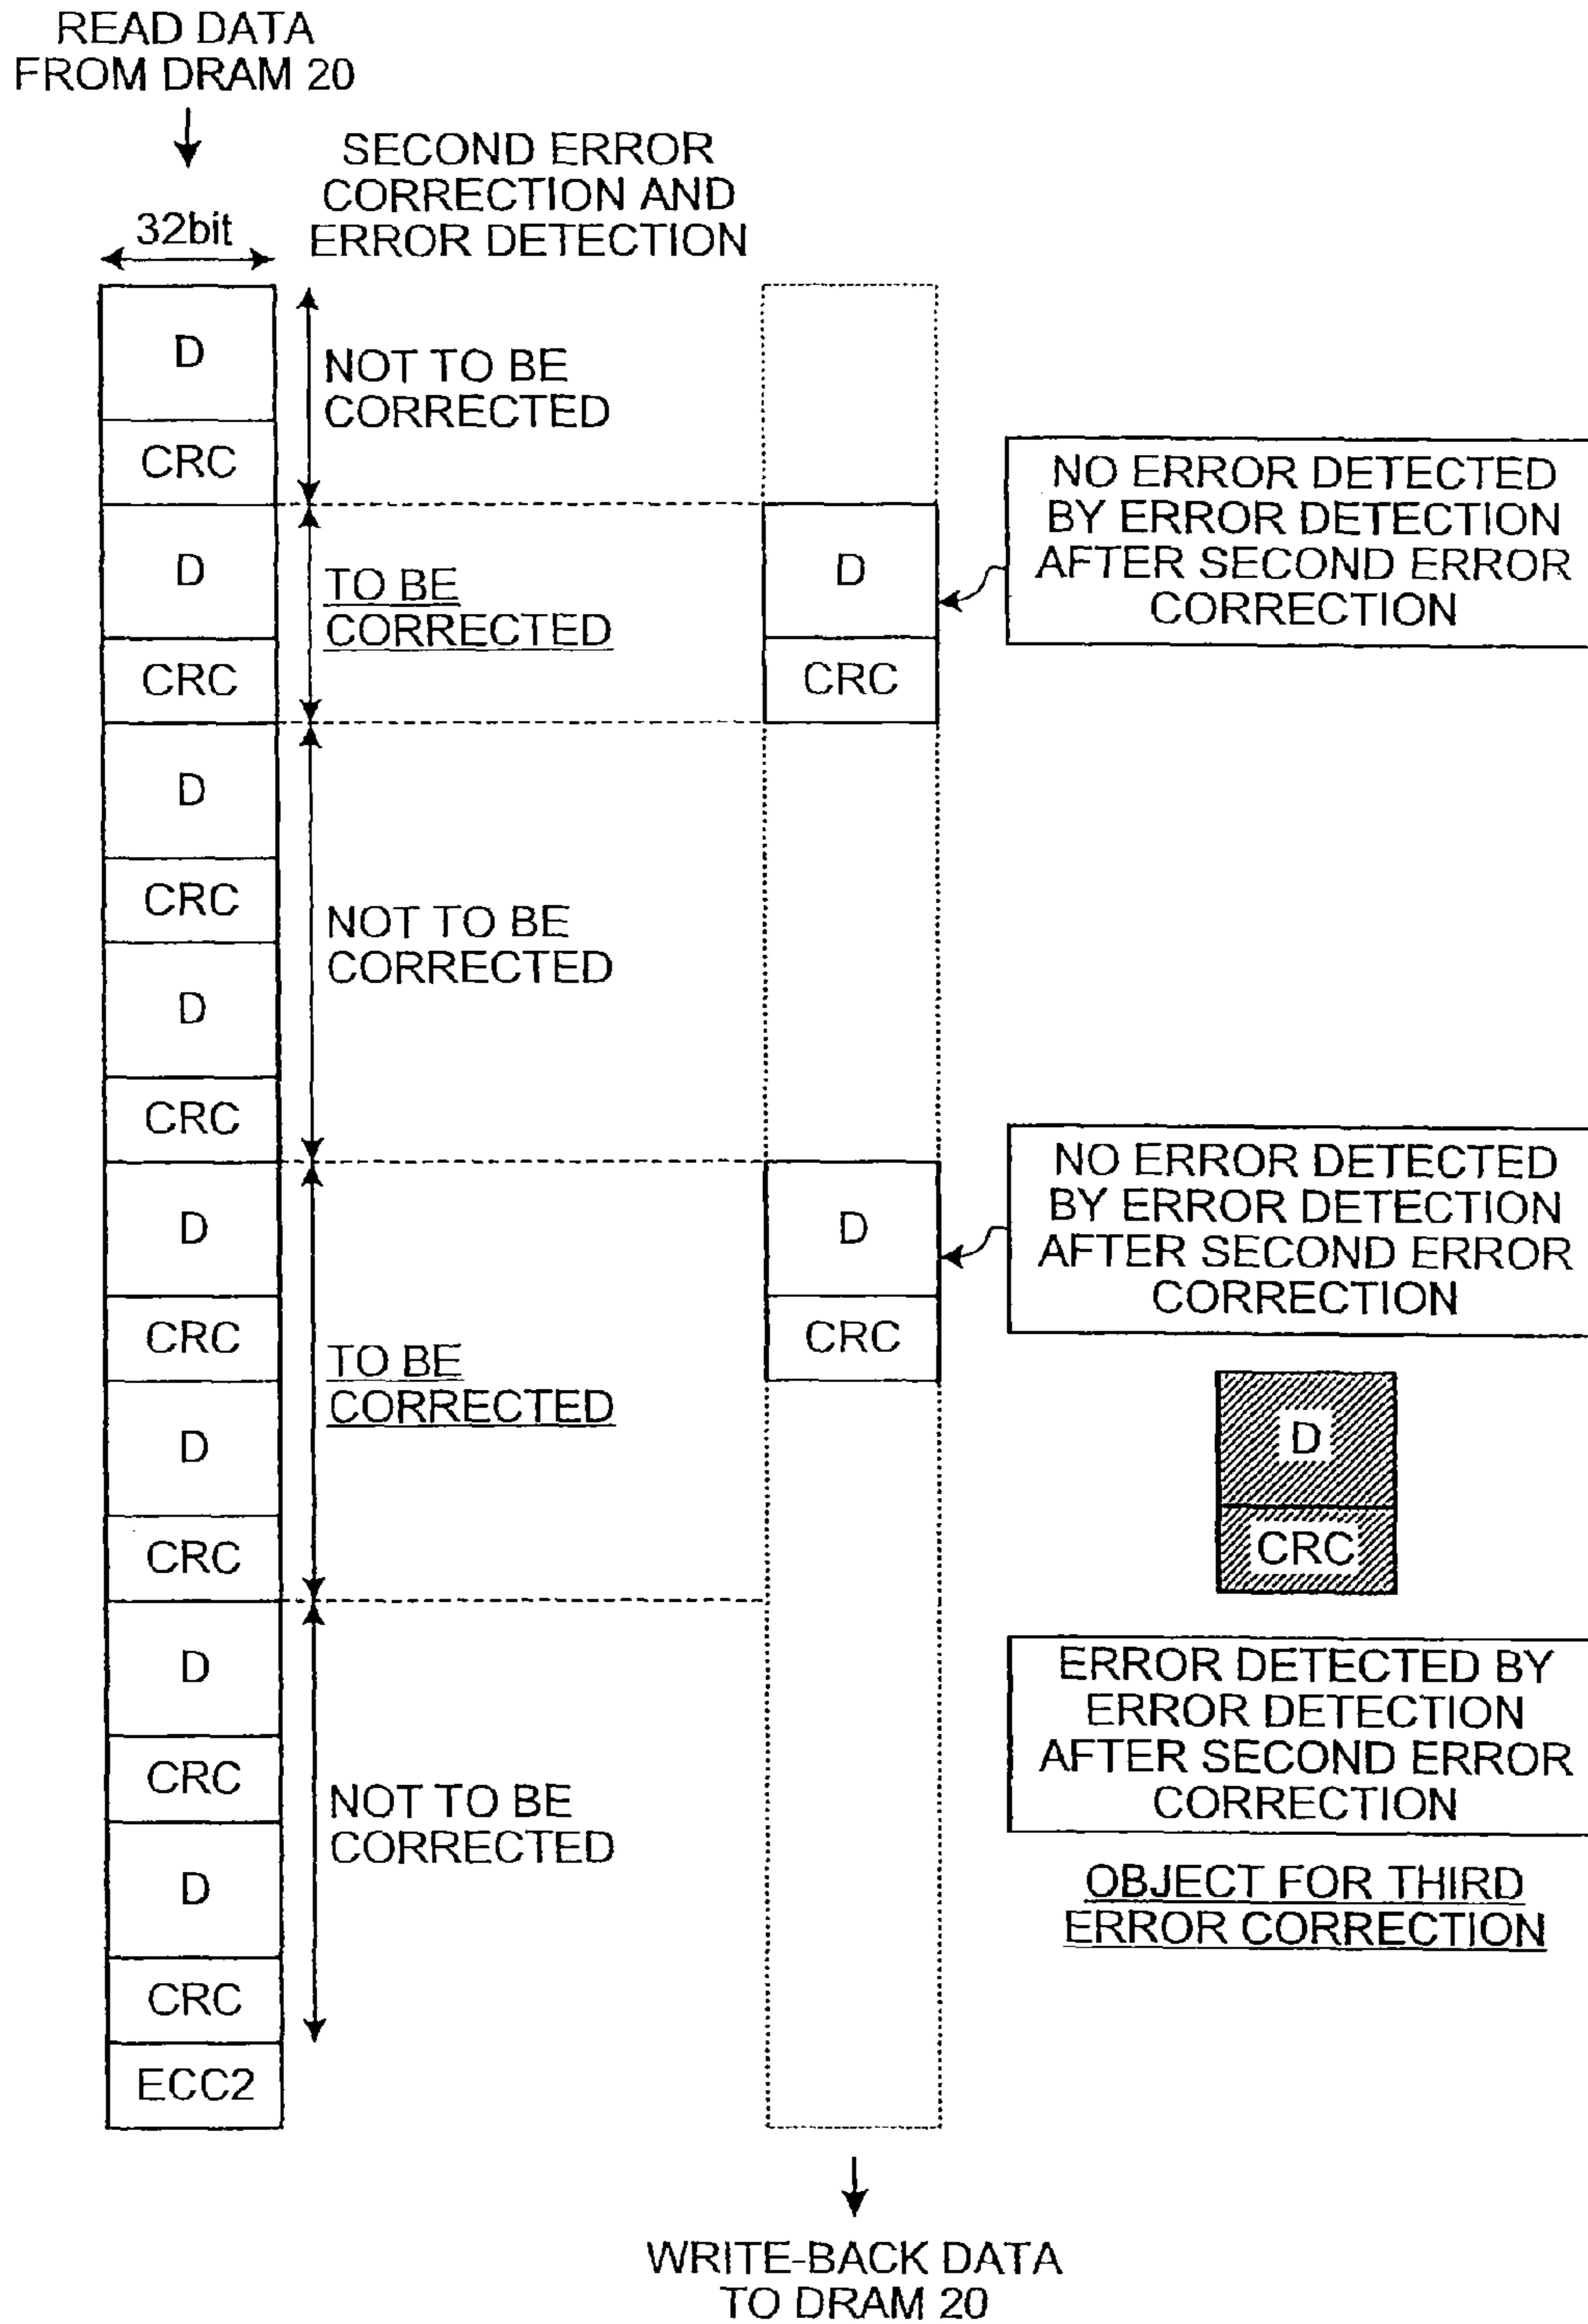 READ DATA
FROM DRAM 20
SECOND ERROR
CORRECTION AND
ERROR DETECTION
32bit
D
NOT TO BE
CORRECTED
CRC
NO ERROR DETECTED
BY ERROR DETECTION
AFTER SECOND ERROR
CORRECTION
D
TO BE
CORRECTED
D
CRC
CRC
D
CRC
NOT TO BE
CORRECTED
D
CRC
NO ERROR DETECTED
BY ERROR DETECTION
AFTER SECOND ERROR
CORRECTION
D
D
CRC
CRC
TO BE
CORRECTED
D
CRC
D
CRC
ERROR DETECTED BY
ERROR DETECTION
AFTER SECOND ERROR
CORRECTION
D
CRC
NOT TO BE
CORRECTED
D
OBJECT FOR THIRD
ERROR CORRECTION
CRC
ECC2
WRITE-BACK DATA
TO DRAM 20